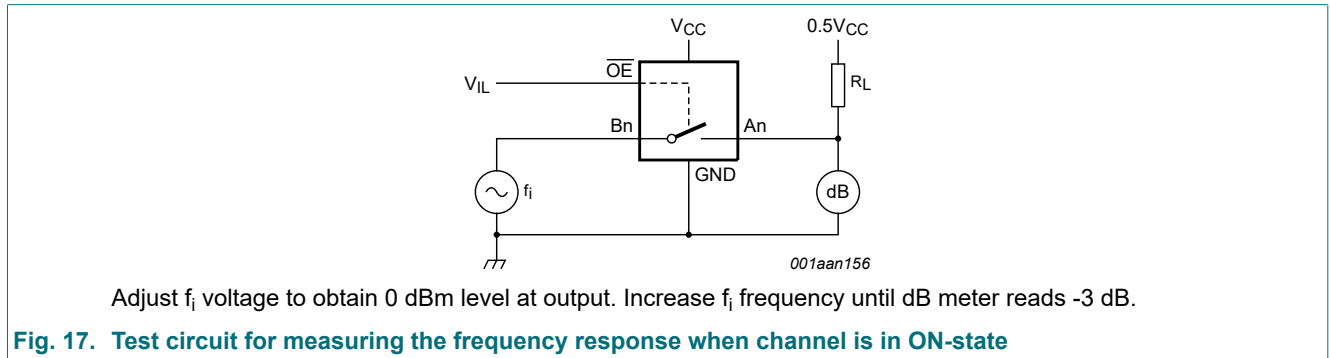 VCC
0.5VCC
OE
VIL
RL
Bn
An
GND
fi
dB
001aan156
Adjust fi voltage to obtain 0 dBm level at output. Increase fi frequency until dB meter reads -3 dB.
Fig. 17. Test circuit for measuring the frequency response when channel is in ON-state